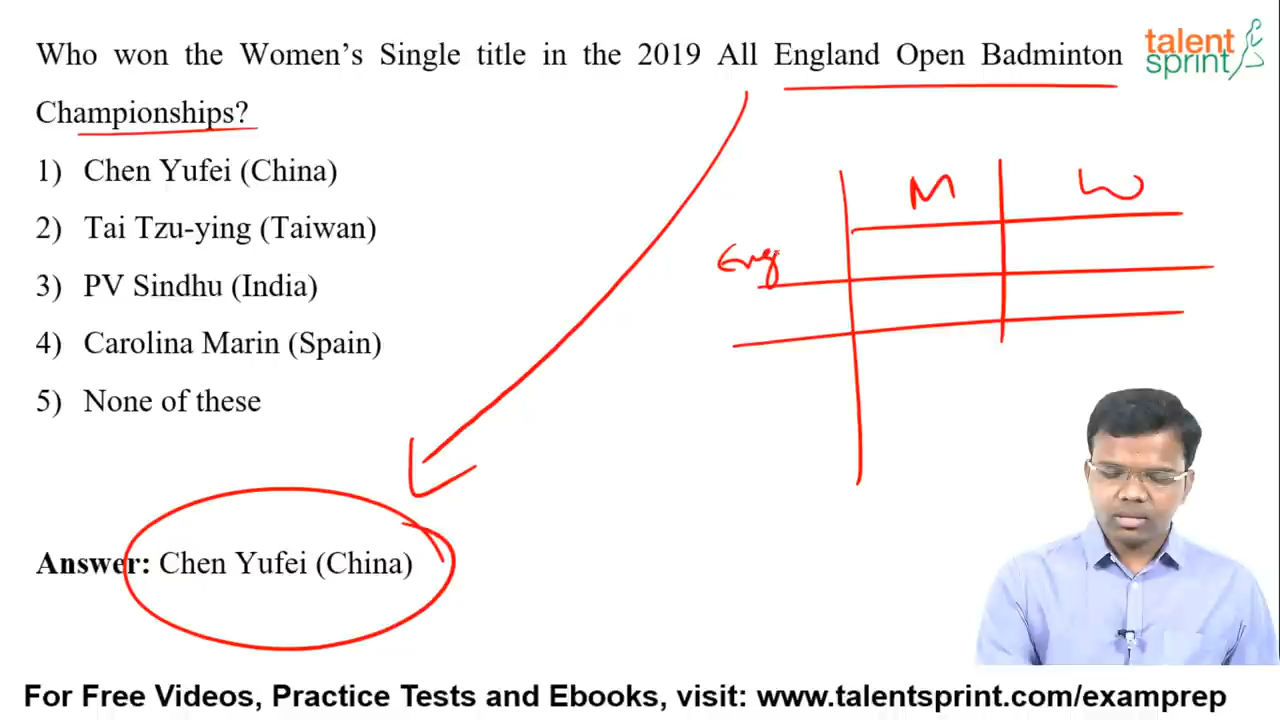 Who won the Women's Single title in the 2019 All England Open Badminton
Championships?
1) Chen Yufei (China)
2) Tai Tzu-ying (Taiwan)
3) PV Sindhu (India)
4) Carolina Marin (Spain)
5) None of these
Answer: Chen Yufei (China)
talent
sprint
M W
Eng
For Free Videos, Practice Tests and Ebooks, visit: www.talentsprint.com/examprep